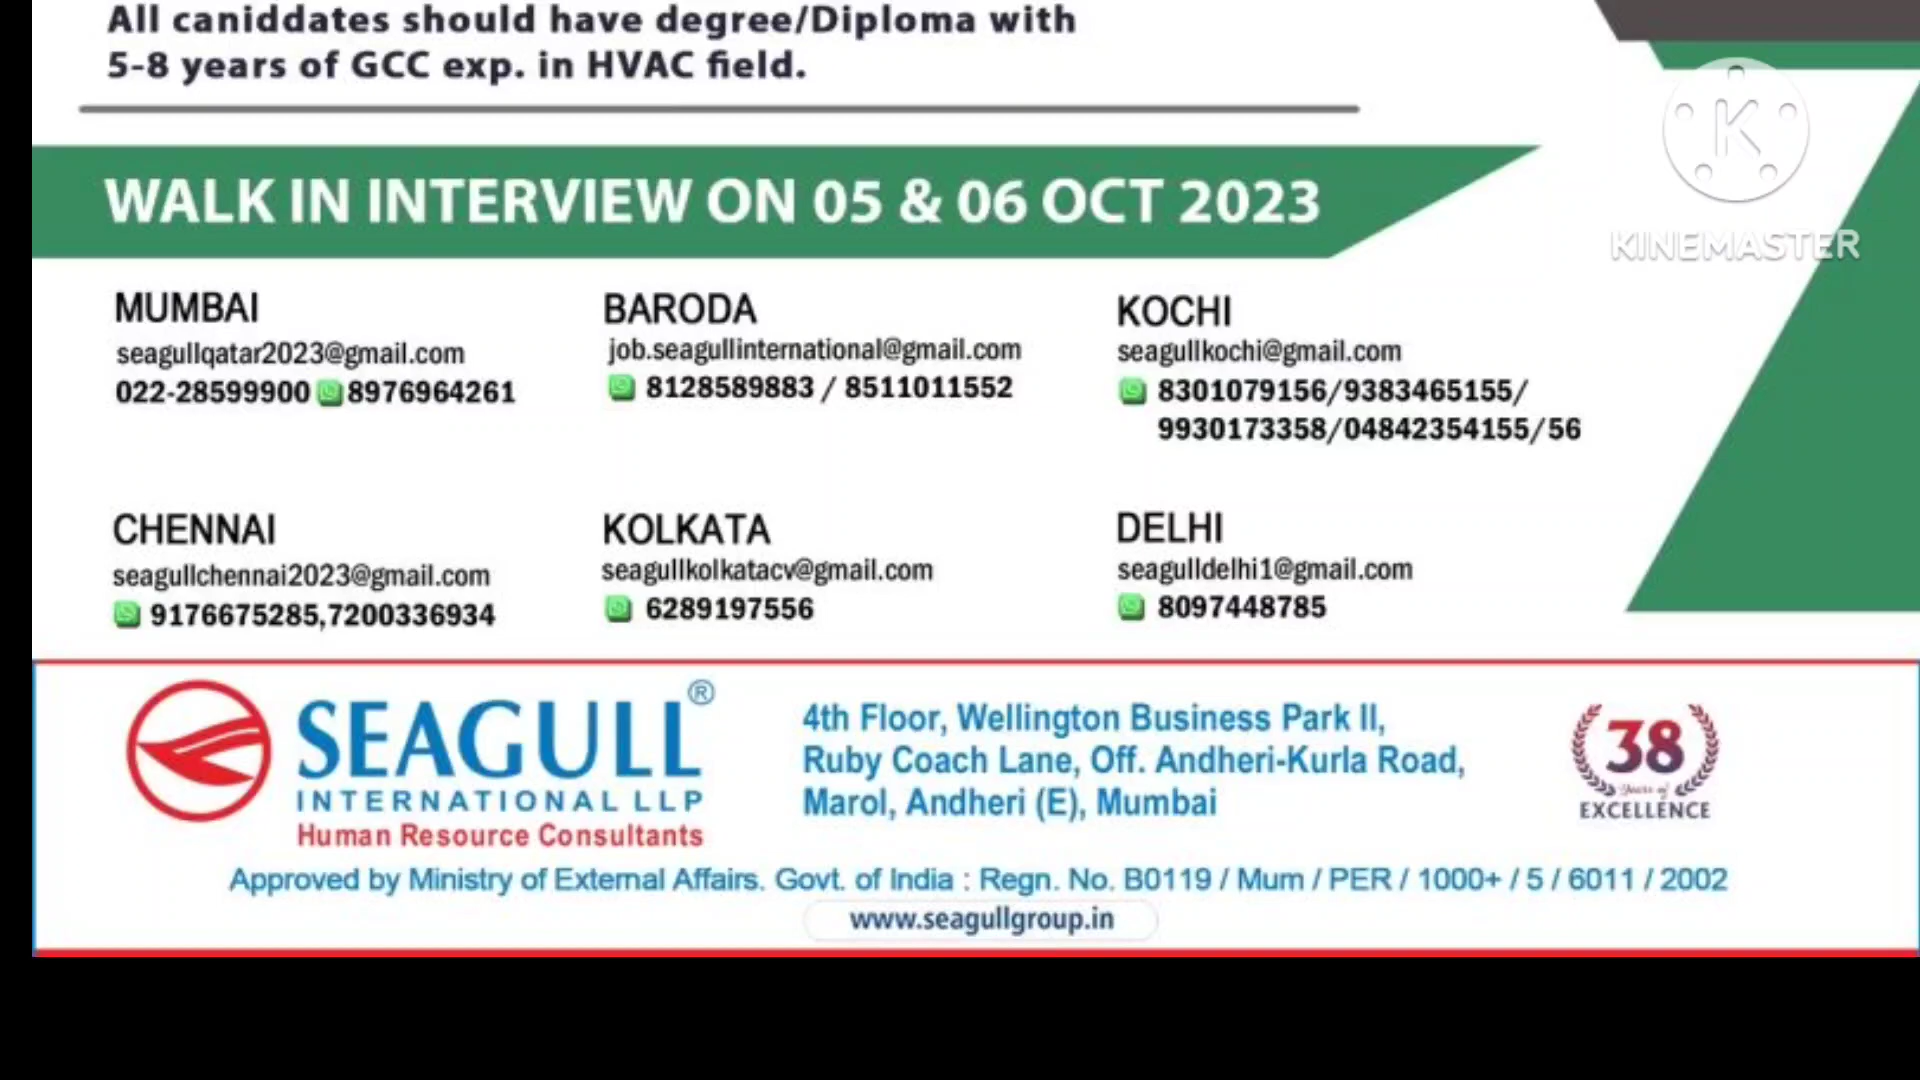 All caniddates should have degree/Diploma with
5-8 years of GCC exp. in HVAC field.
K
KINEMASTER
WALK IN INTERVIEW ON 05 & 06 OCT 2023
MUMBAI
seagullqatar2023@gmail.com
022-28599900 8976964261
BARODA
job.seagullinternational@gmail.com
8128589883 / 8511011552
KOCHI
seagullkochi@gmail.com
8301079156/9383465155/
9930173358/04842354155/56
CHENNAI
seagullchennai2023@gmail.com
9176675285,7200336934
KOLKATA
seagullkolkatacv@gmail.com
6289197556
DELHI
seagulldelhi1@gmail.com
8097448785
SEAGULL®
INTERNATIONAL LLP
Human Resource Consultants
4th Floor, Wellington Business Park II,
Ruby Coach Lane, Off. Andheri-Kurla Road,
Marol, Andheri (E), Mumbai
38
Years of
EXCELLENCE
Approved by Ministry of External Affairs. Govt. of India : Regn. No. B0119 / Mum / PER / 1000+ / 5 / 6011 / 2002
www.seagullgroup.in